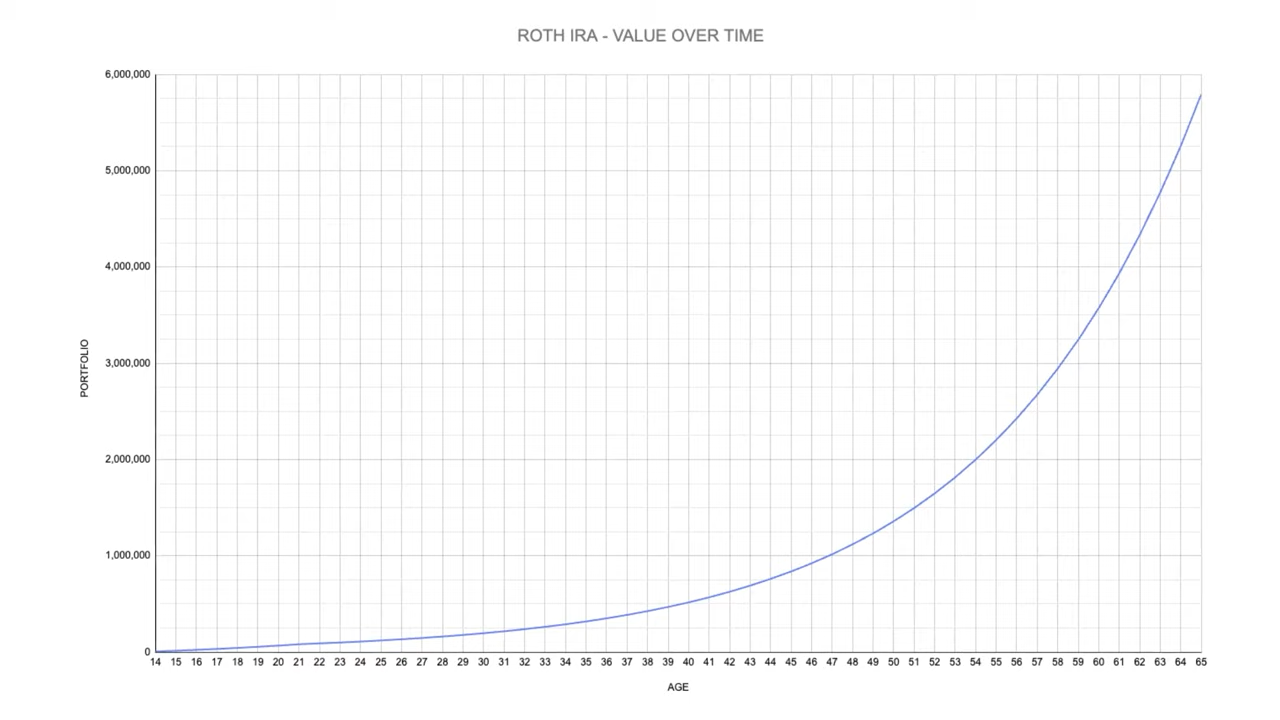 ROTH IRA - VALUE OVER TIME
6,000,000
5,000,000
4,000,000
3,000,000
2,000,000
1,000,000
0
PORTFOLIO
14 15 16 17 18 19 20 21 22 23 24 25 26 27 28 29 30 31 32 33 34 35 36 37 38 39 40 41 42 43 44 45 46 47 48 49 50 51 52 53 54 55 56 57 58 59 60 61 62 63 64 65
AGE